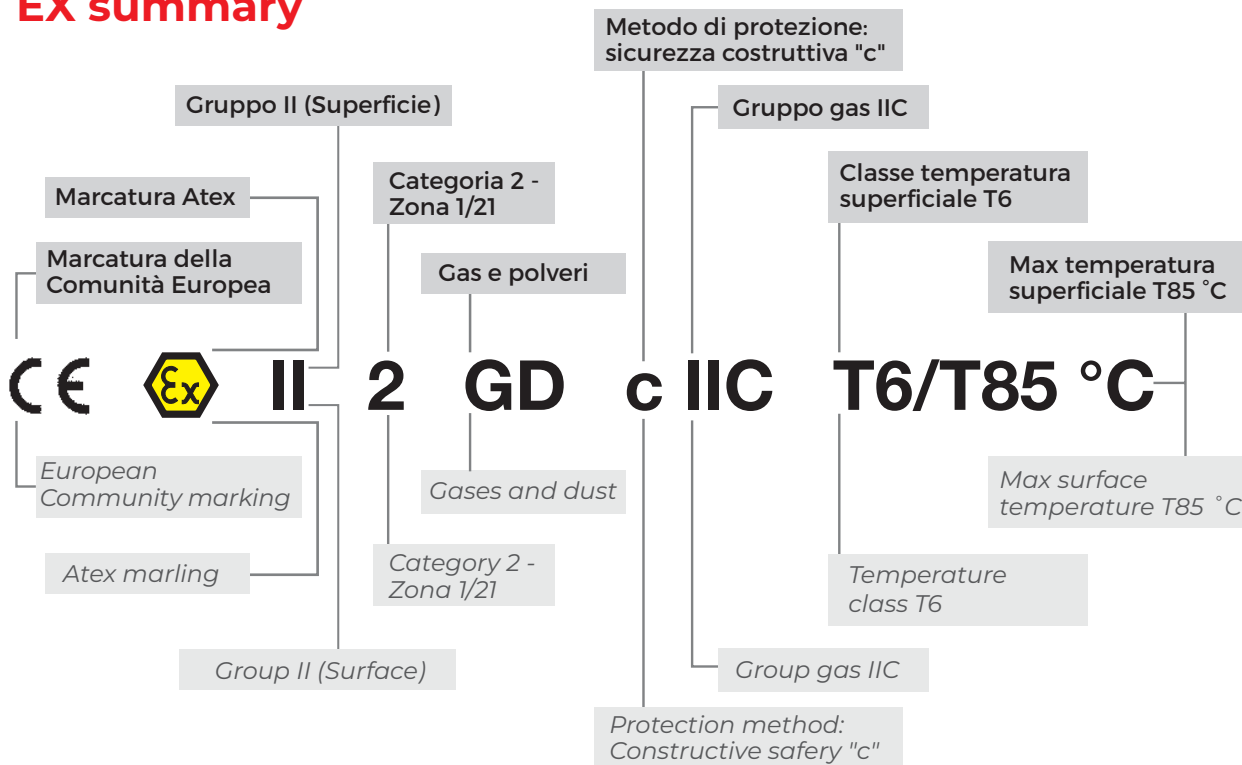 EX summary
Metodo di protezione:
sicurezza costruttiva "c"
Gruppo II (Superficie)
Gruppo gas IIC
Marcatura Atex
Categoria 2 -
Zona 1/21
Classe temperatura
superficiale T6
Marcatura della
Comunità Europea
Gas e polveri
Max temperatura
superficiale T85 °C
CE Ex II 2 GD c IIC T6/T85 °C
European
Community marking
Gases and dust
Max surface
temperature T85 °C
Atex marling
Category 2 -
Zona 1/21
Temperature
class T6
Group II (Surface)
Group gas IIC
Protection method:
Constructive safery "c"